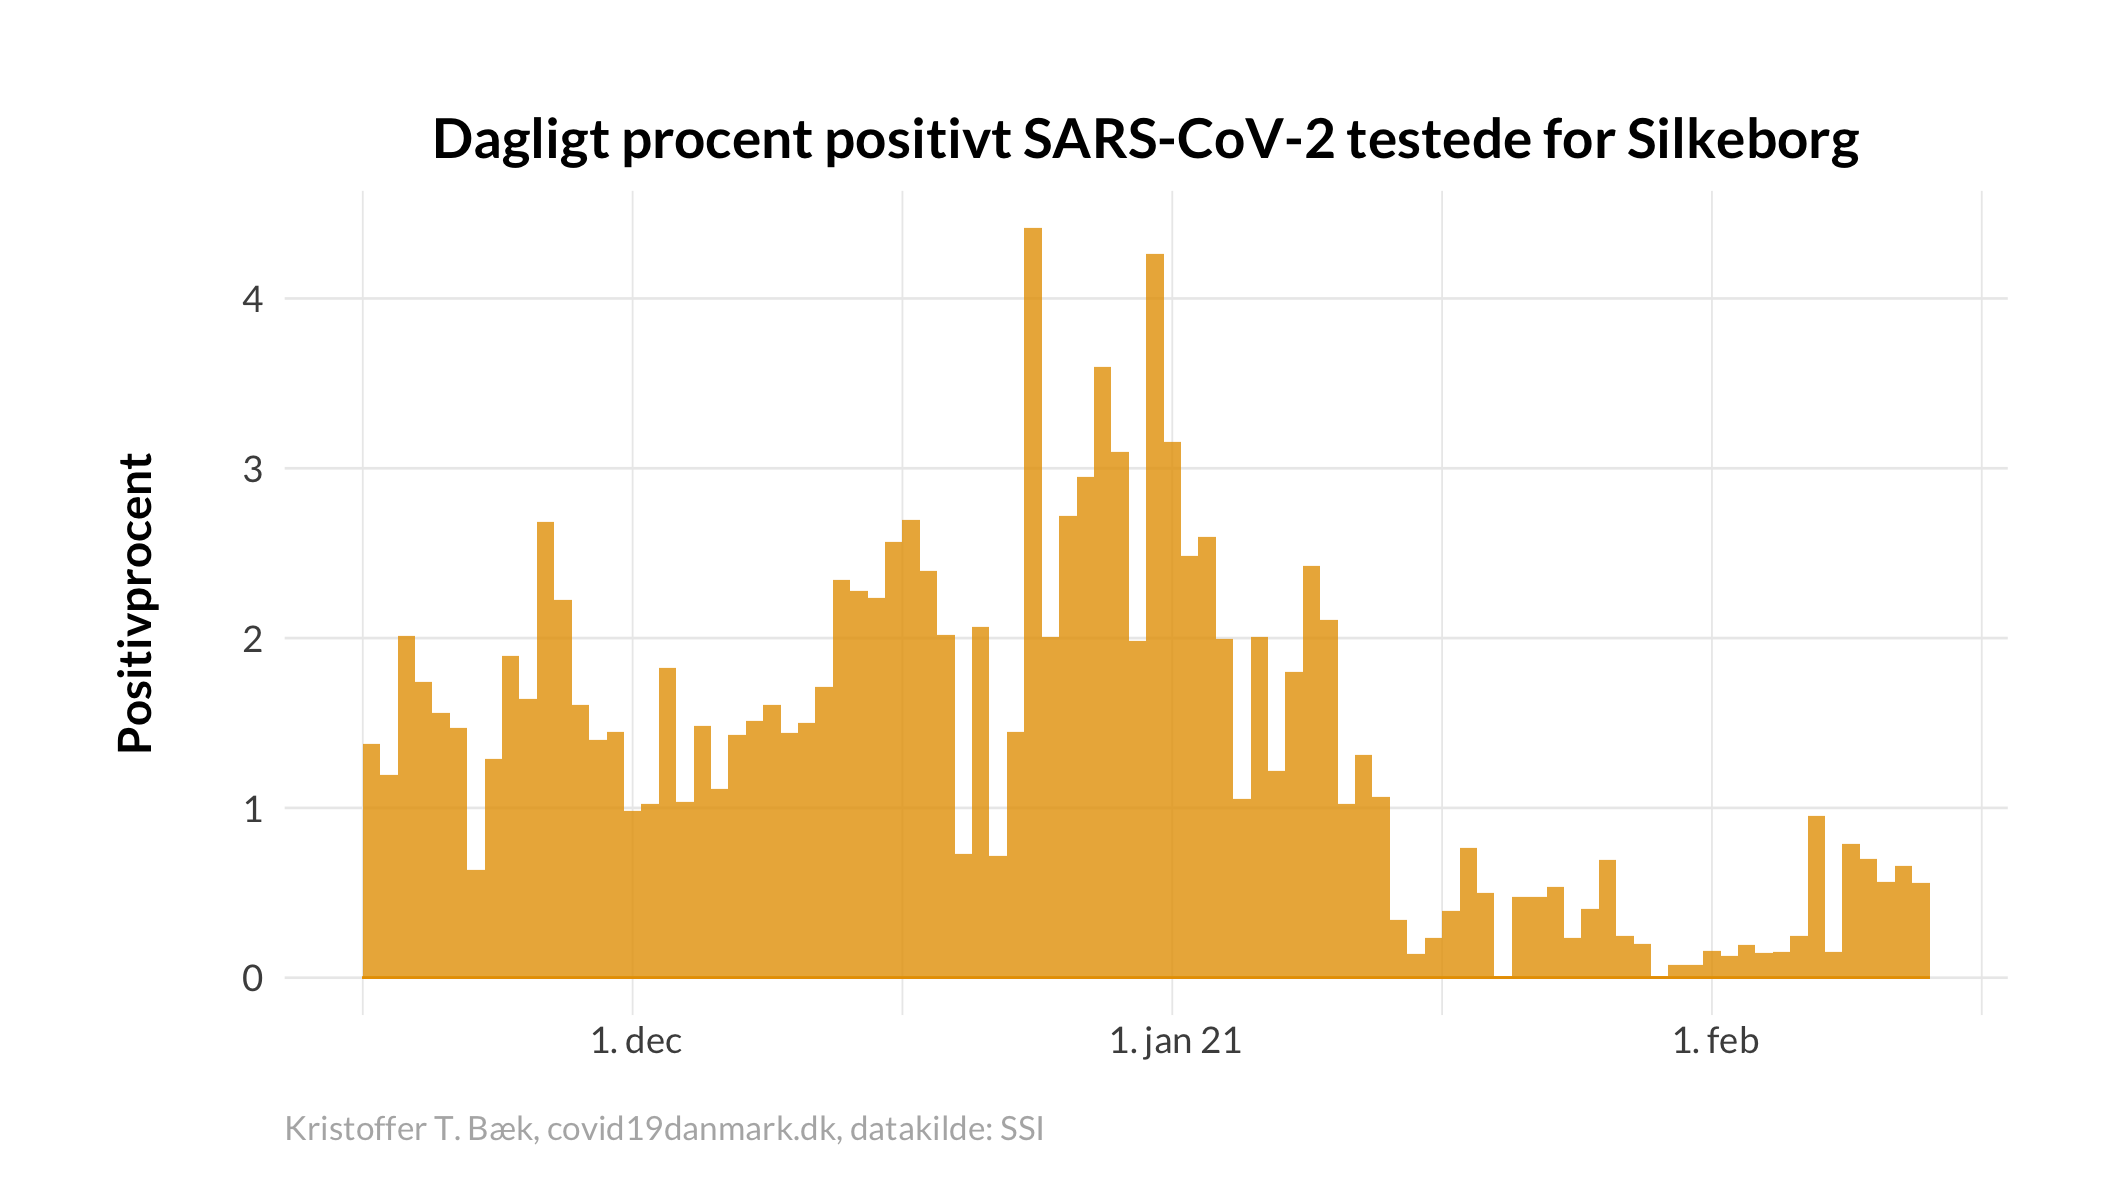 Dagligt procent positivt SARS-CoV-2 testede for Silkeborg
Positivprocent
4
3
2
1
0
1. dec
1. jan 21
1. feb
Kristoffer T. Bæk, covid19danmark.dk, datakilde: SSI